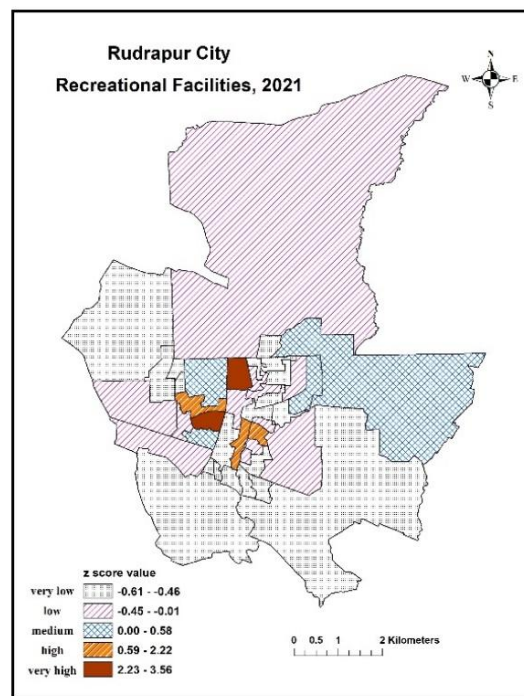 Rudrapur City
Recreational Facilities, 2021
N
W E
S
z score value
very low -0.61 - -0.46
low -0.45 - -0.01
medium 0.00 - 0.58
high 0.59 - 2.22
very high 2.23 - 3.56
0 0.5 1 2 Kilometers